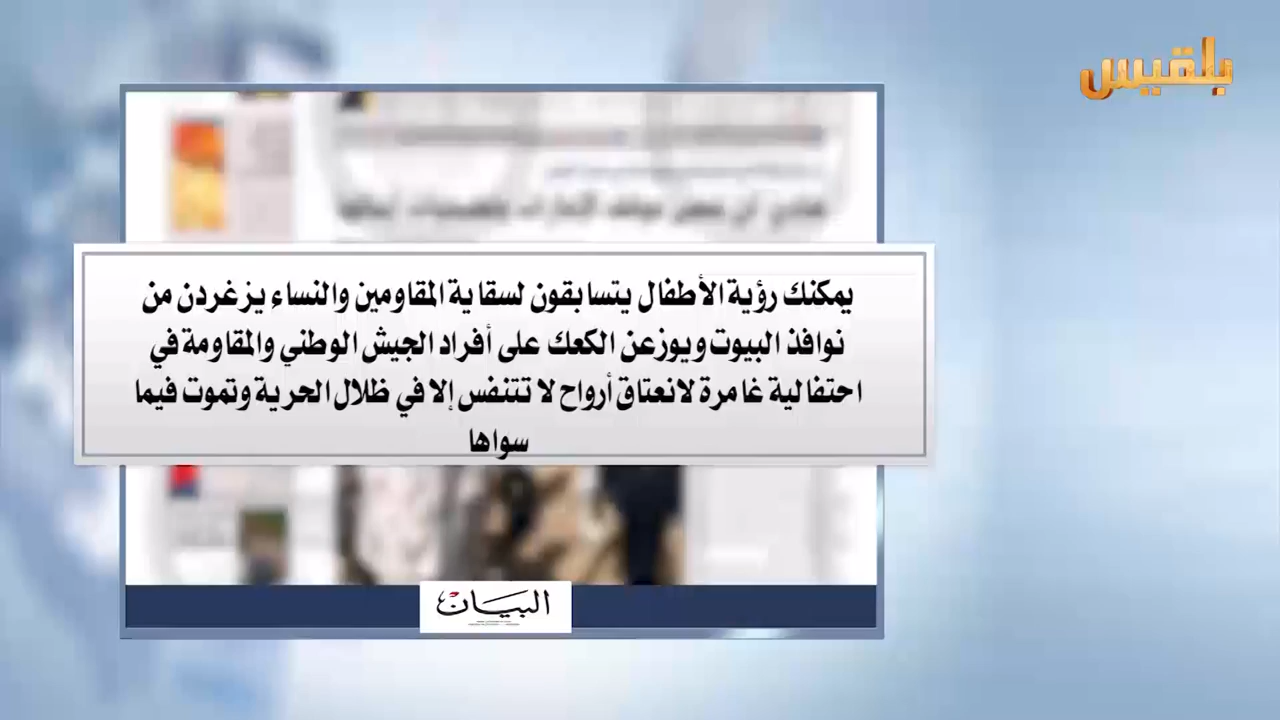 بلقيس
يمكنك رؤية الأطفال يتسابقون لسقاية المقاومين والنساء يزغردن من
نوافذ البيوت ويوزعن الكعك على أفراد الجيش الوطني والمقاومة في
احتفالية غامرة لانعتاق أرواح لا تتنفس إلا في ظلال الحرية وتموت فيما
سواها
البيان